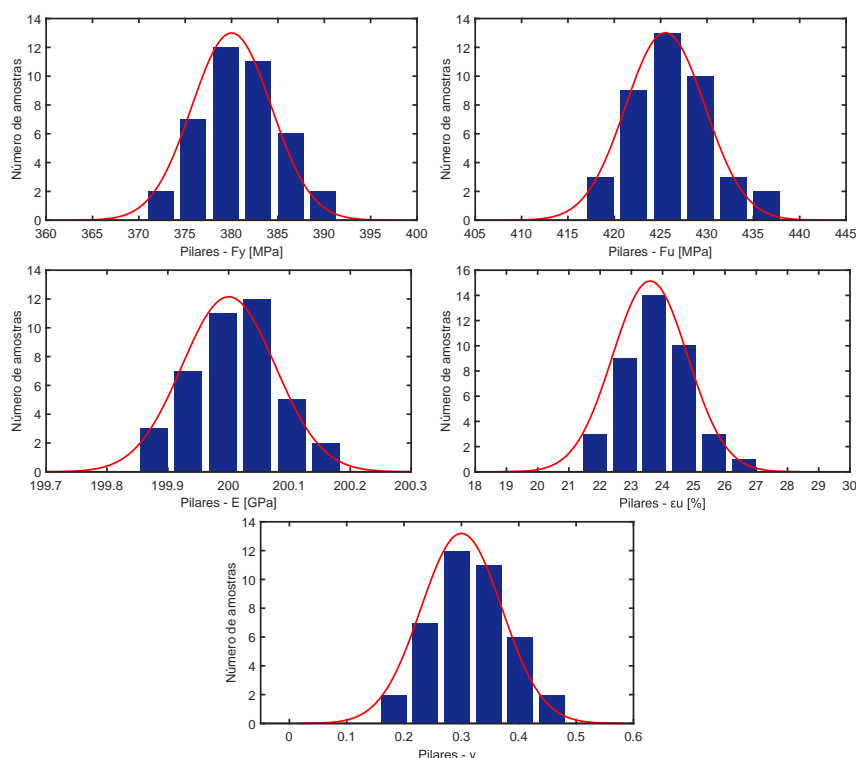 14
12
10
8
6
4
2
0
Número de amostras
360 365 370 375 380 385 390 395 400
Pilares - Fy [MPa]
14
12
10
8
6
4
2
0
Número de amostras
405 410 415 420 425 430 435 440 445
Pilares - Fu [MPa]
14
12
10
8
6
4
2
0
Número de amostras
199.7 199.8 199.9 200 200.1 200.2 200.3
Pilares - E [GPa]
16
14
12
10
8
6
4
2
0
Número de amostras
18 19 20 21 22 23 24 25 26 27 28 29 30
Pilares - εu [%]
14
12
10
8
6
4
2
0
Número de amostras
0 0.1 0.2 0.3 0.4 0.5 0.6
Pilares - ν